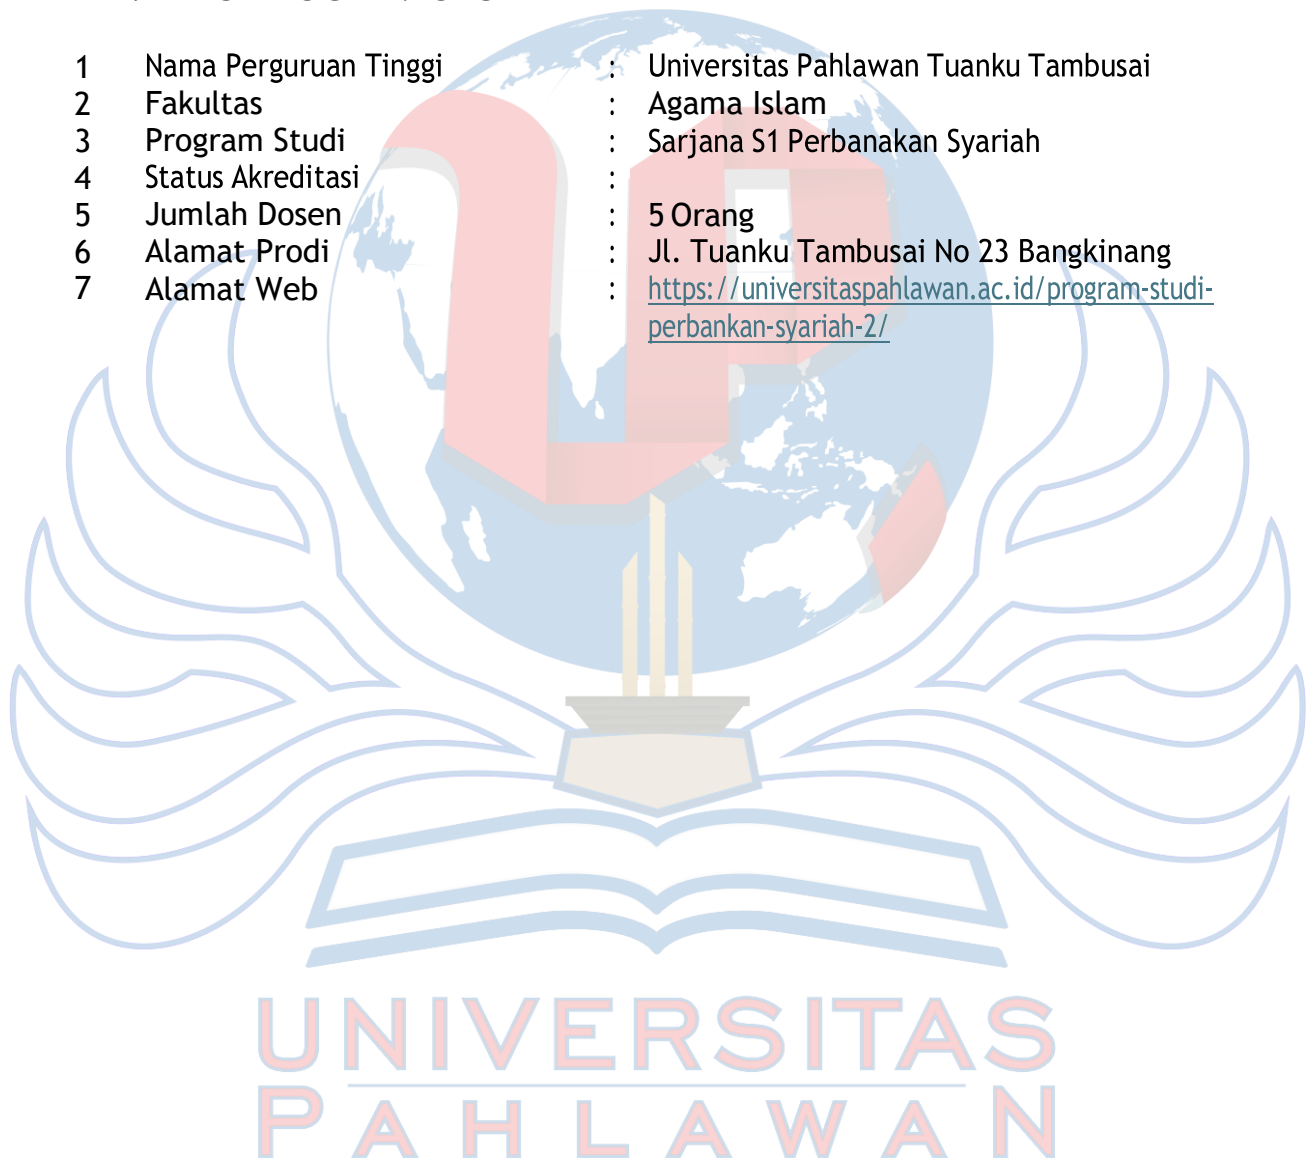 1 Nama Perguruan Tinggi : Universitas Pahlawan Tuanku Tambusai
2 Fakultas : Agama Islam
3 Program Studi : Sarjana S1 Perbanakan Syariah
4 Status Akreditasi :
5 Jumlah Dosen : 5 Orang
6 Alamat Prodi : Jl. Tuanku Tambusai No 23 Bangkinang
7 Alamat Web : https://universitaspahlawan.ac.id/program-studi-
perbankan-syariah-2/
UNIVERSITAS
PAHLAWAN